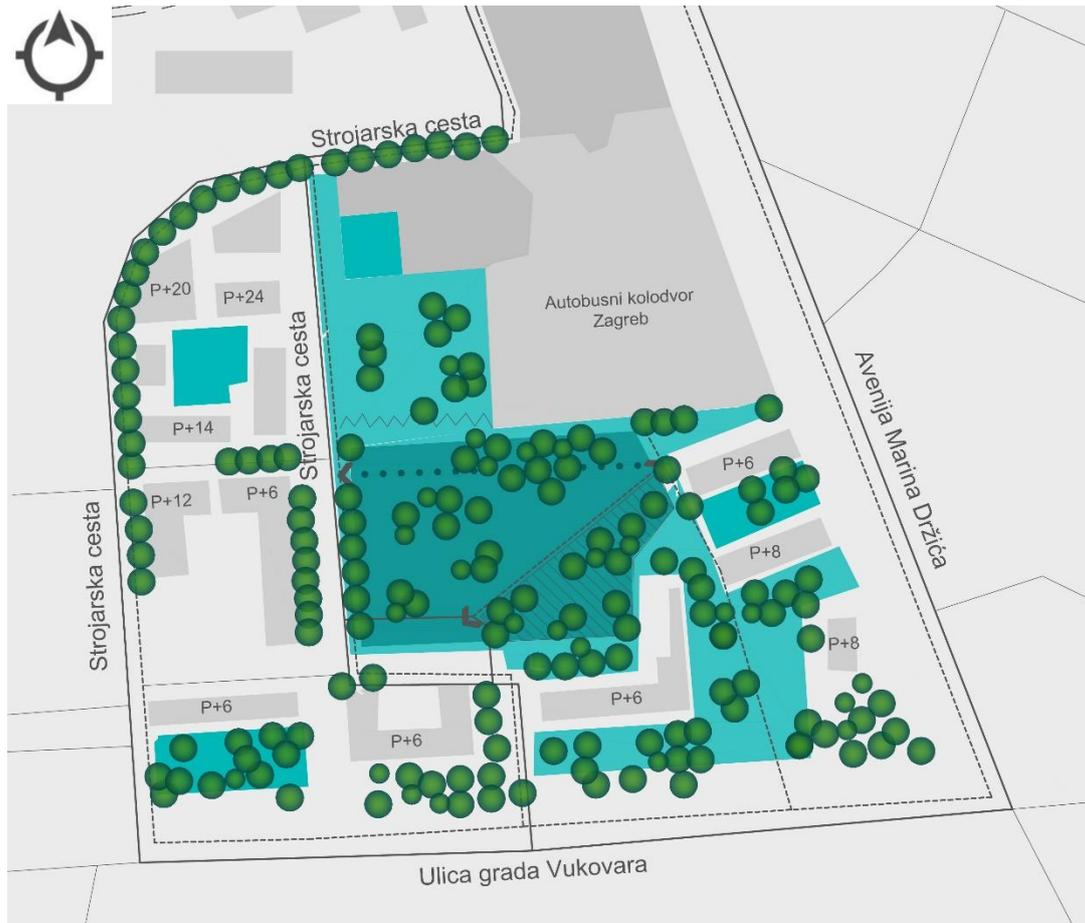 Strojarska cesta
P+20
P+24
Autobusni kolodvor
Zagreb
Strojarska cesta
Avenija Marina Držića
P+14
P+6
P+12
P+6
P+8
Strojarska cesta
P+8
P+6
P+6
P+6
Ulica grada Vukovara